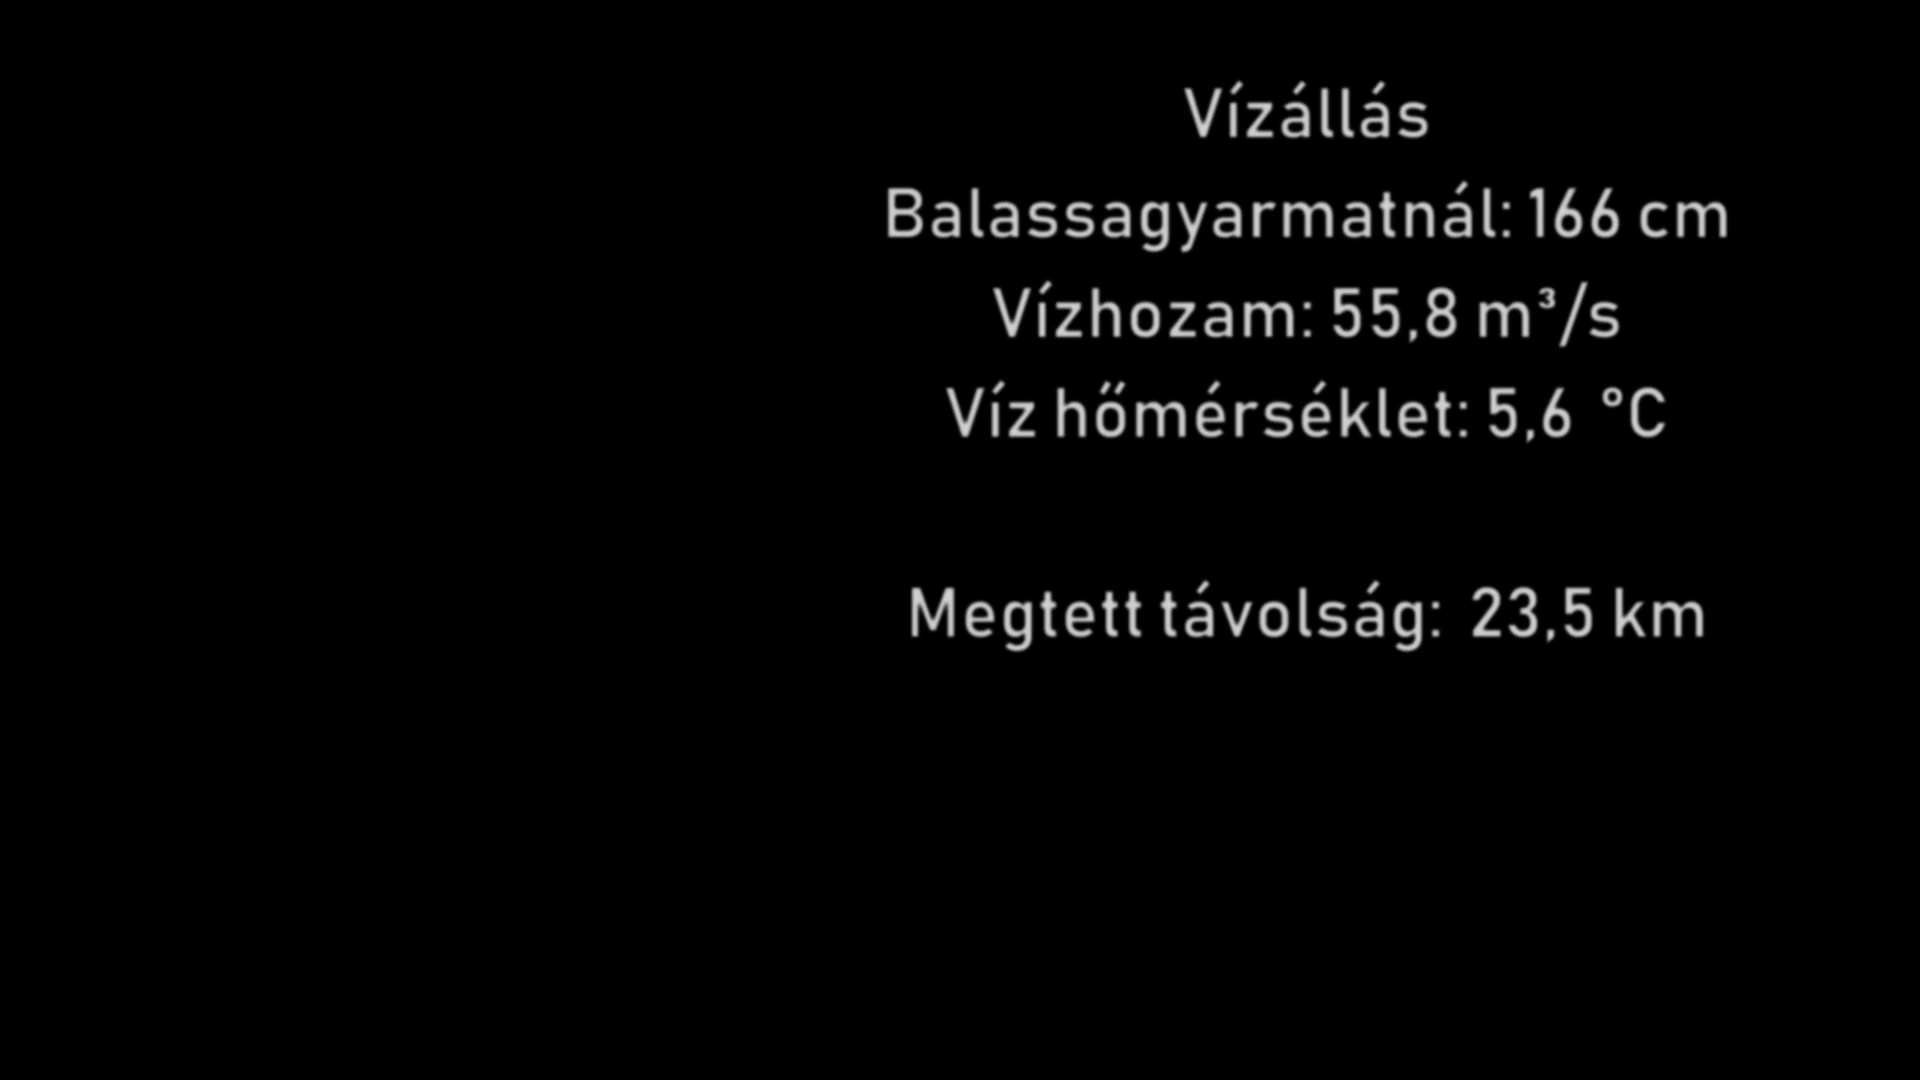 Vízállás
Balassagyarmatnál: 166 cm
Vízhozam: 55,8 m³/s
Víz hőmérséklet: 5,6 °C
Megtett távolság: 23,5 km